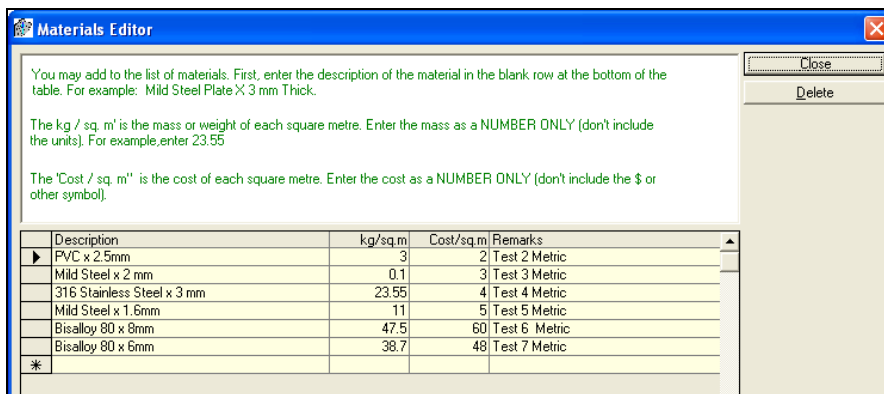 Materials Editor
You may add to the list of materials. First, enter the description of the material in the blank row at the bottom of the
table. For example: Mild Steel Plate X 3 mm Thick.
The kg / sq. m' is the mass or weight of each square metre. Enter the mass as a NUMBER ONLY (don't include
the units). For example,enter 23.55
The 'Cost / sq. m'' is the cost of each square metre. Enter the cost as a NUMBER ONLY (don't include the $ or
other symbol).
Close
Delete
Description kg/sq.m Cost/sq.m Remarks
PVC x 2.5mm 3 2 Test 2 Metric
Mild Steel x 2 mm 0.1 3 Test 3 Metric
316 Stainless Steel x 3 mm 23.55 4 Test 4 Metric
Mild Steel x 1.6mm 11 5 Test 5 Metric
Bisalloy 80 x 8mm 47.5 60 Test 6  Metric
Bisalloy 80 x 6mm 38.7 48 Test 7 Metric